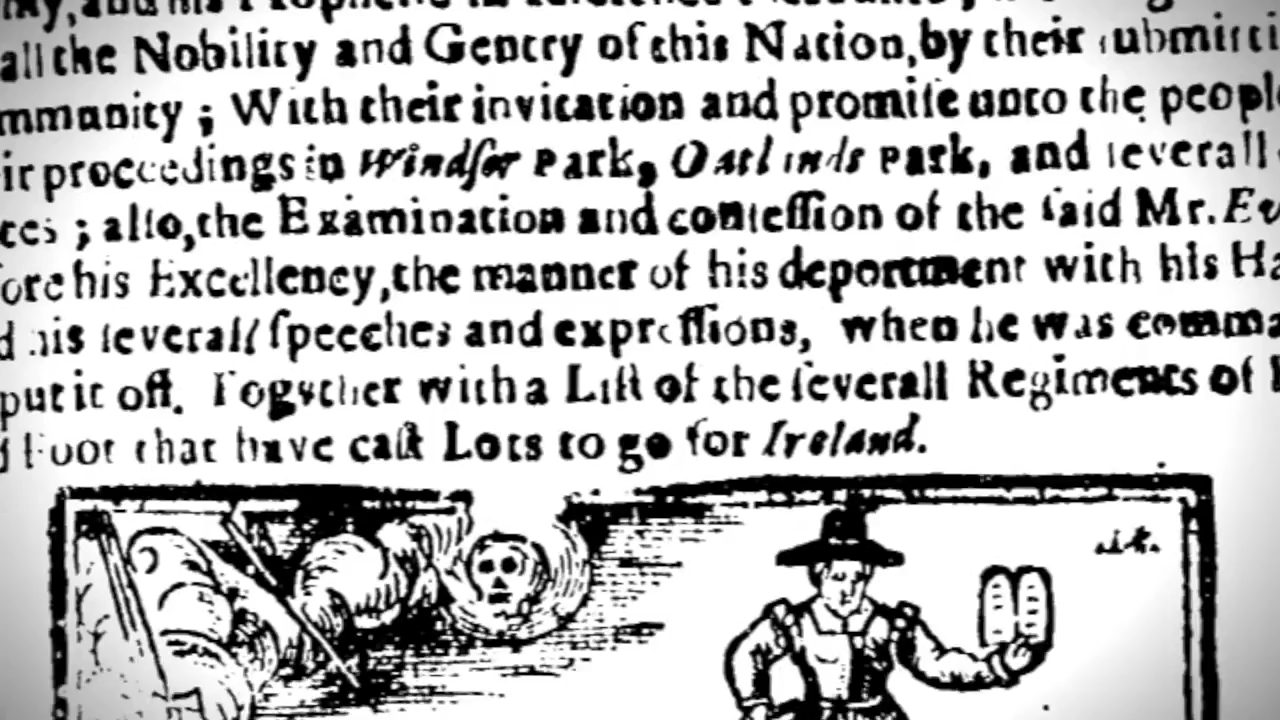 all the Nobility and Gentry of this Nation, by their ſubmitti
mmunity ; With their invitation and promiſe unto the people
ir proceedings in Windſor Park, Oatlands Park, and ſeverall
ces ; alſo, the Examination and confeſſion of the ſaid Mr. Ev
fore his Excellency, the manner of his deportment with his Ha
d his ſeverall ſpeeches and expreſſions, when he was comma
put it off. Together with a Liſt of the ſeverall Regiments of
d Foot that have caſt Lots to go for Ireland.